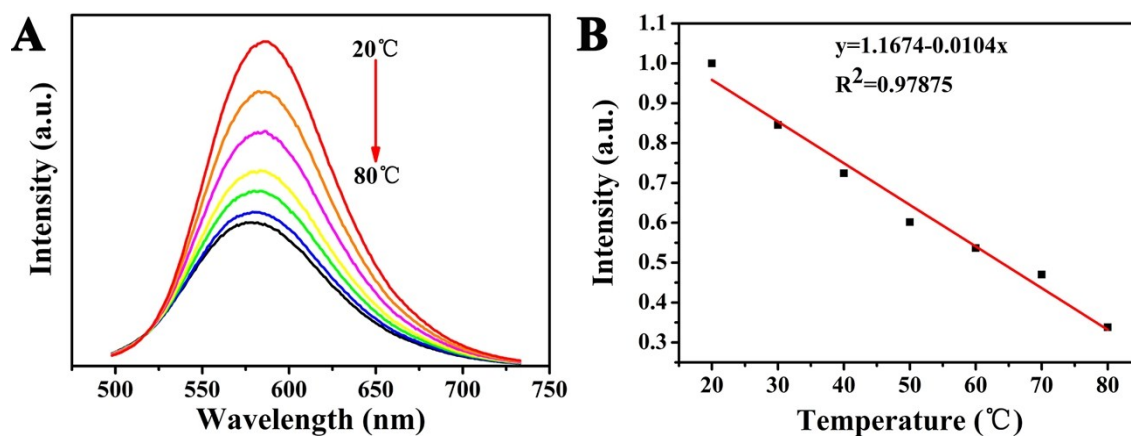 A
20℃
80℃
Intensity (a.u.)
500 550 600 650 700 750
Wavelength (nm)
B
y=1.1674-0.0104x
R²=0.97875
1.1
1.0
0.9
0.8
0.7
0.6
0.5
0.4
0.3
Intensity (a.u.)
20 30 40 50 60 70 80
Temperature (℃)